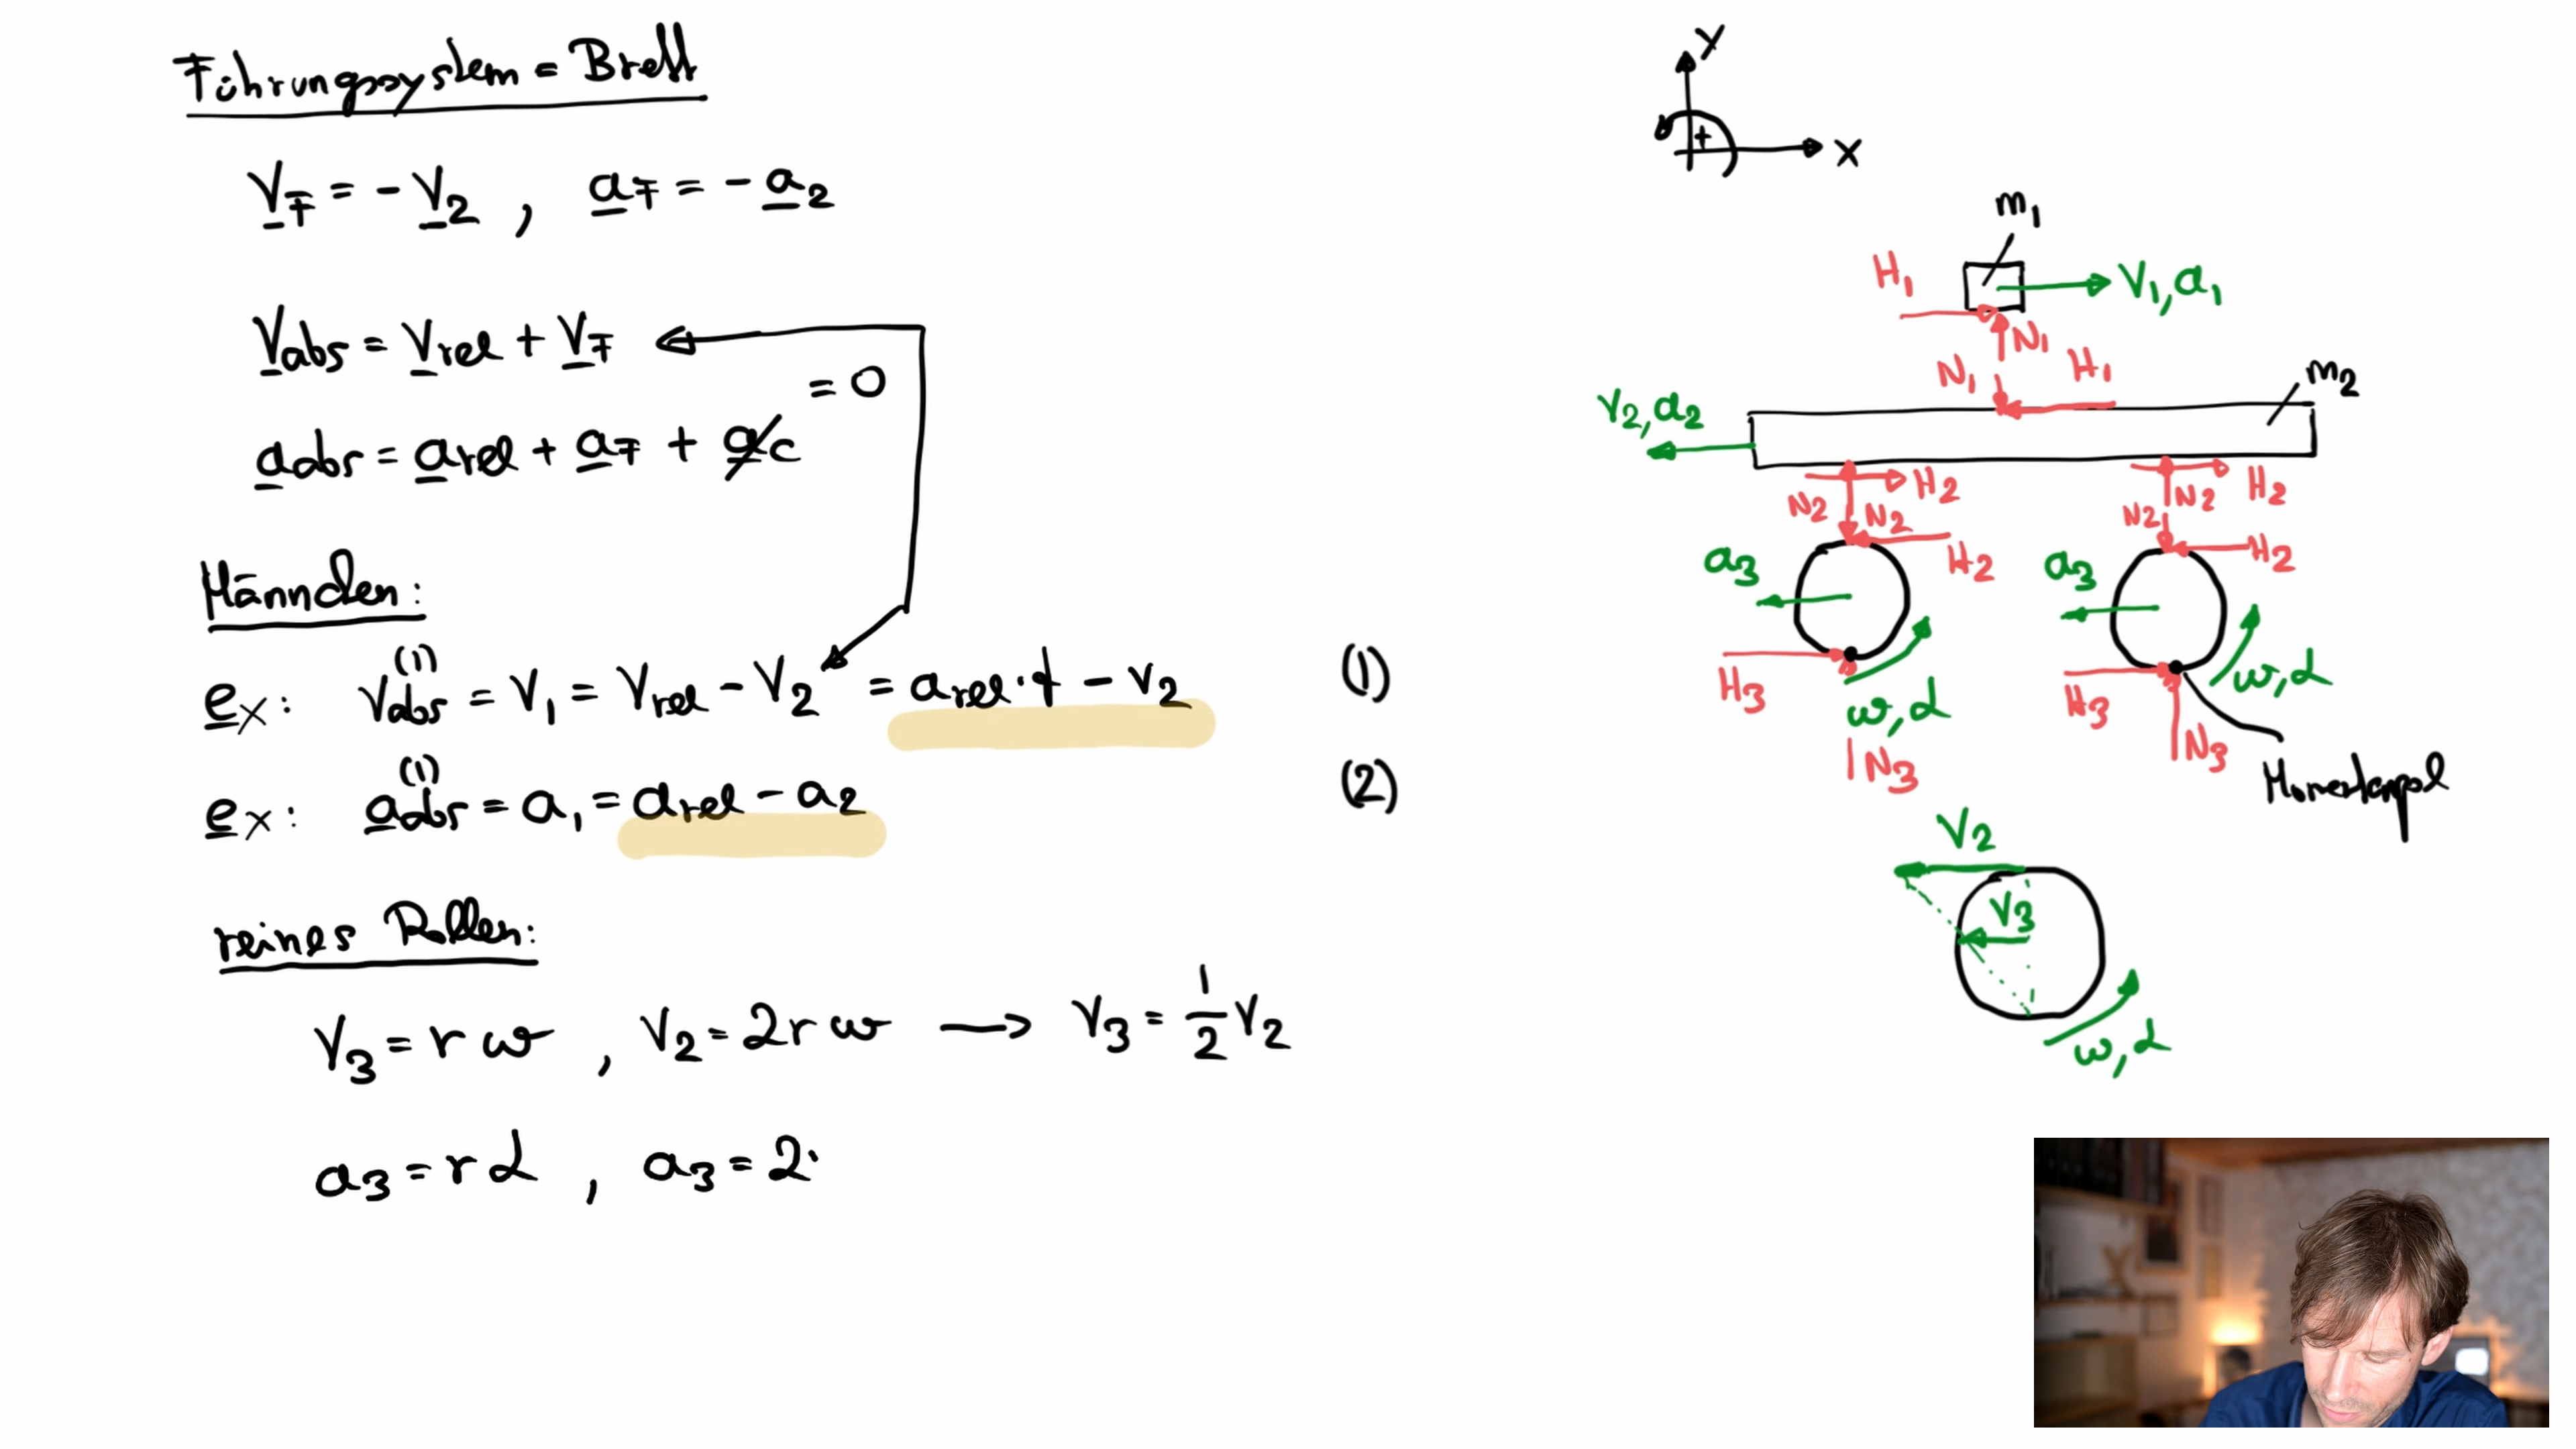 Führungssystem = Brett
v_F = - v_2 , a_F = - a_2
v_abs = v_rel + v_F
= 0
a_abs = a_rel + a_F + a_c
Männchen:
e_x: v_abs^(1) = v_1 = v_rel - v_2 = a_rel · t - v_2 (1)
e_x: a_abs^(1) = a_1 = a_rel - a_2 (2)
reines Rollen:
v_3 = r ω , v_2 = 2 r ω → v_3 = 1/2 v_2
a_3 = r α , a_3 = 2
y
+
x
m_1
H_1
v_1, a_1
N_1
N_1
H_1
m_2
v_2, a_2
N_2
H_2
N_2
H_2
N_2
H_2
N_2
H_2
a_3
a_3
H_3
ω, α
N_3
H_3
ω, α
N_3
Momentanpol
v_2
v_3
ω, α